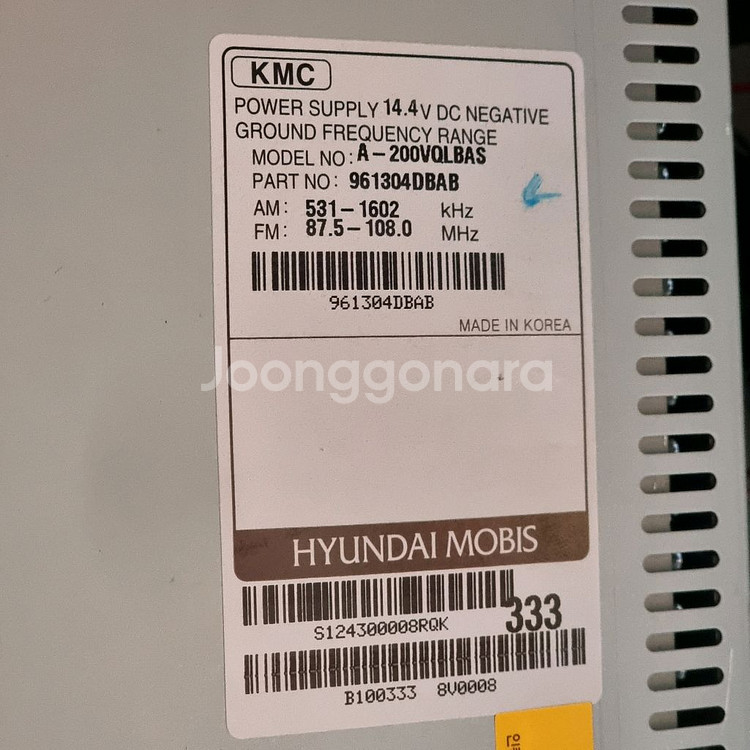 KMC
POWER SUPPLY 14.4V DC NEGATIVE
GROUND FREQUENCY RANGE
MODEL NO: A-200VQLBAS
PART NO: 961304DBAB
AM: 531-1602 kHz
FM: 87.5-108.0 MHz
961304DBAB
MADE IN KOREA
Joonggonara
HYUNDAI MOBIS
333
S124300008RQK
B100333 8V0008